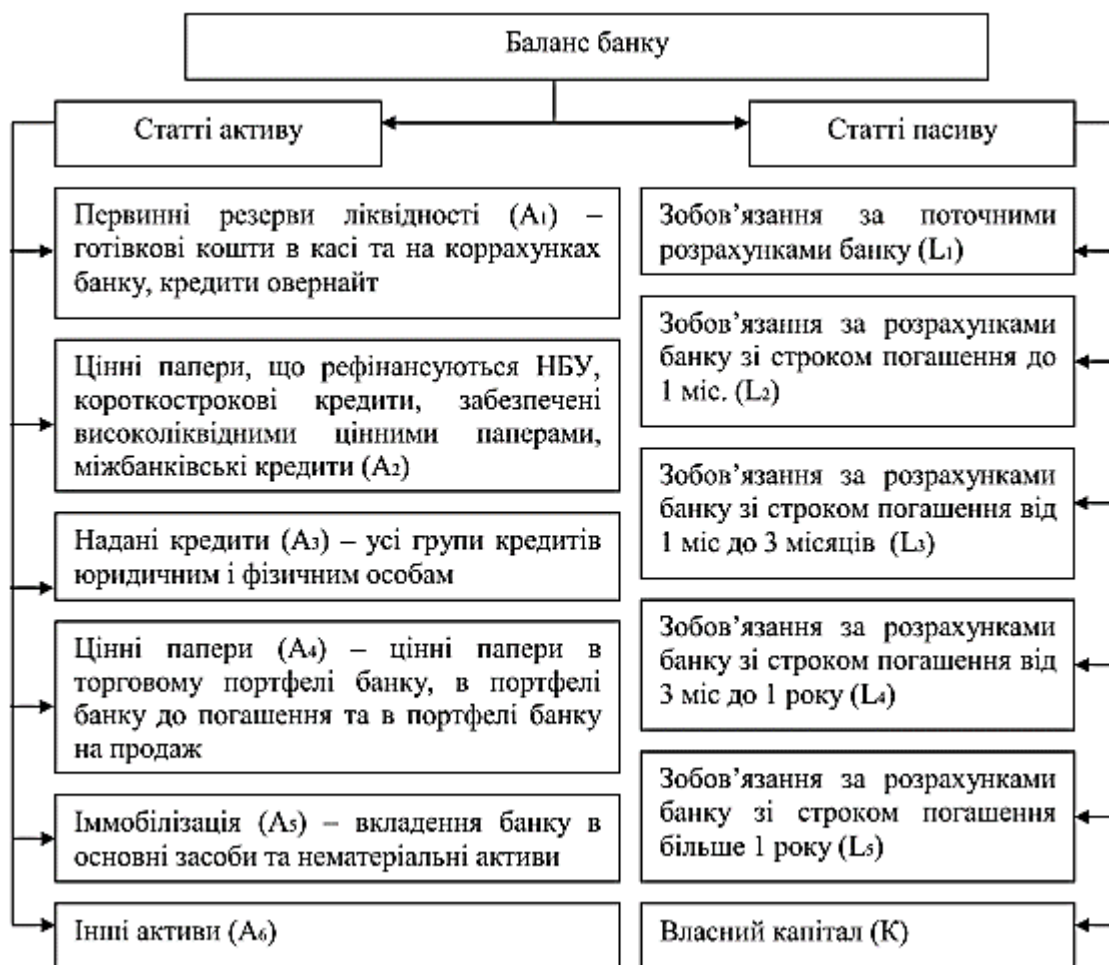 Баланс банку
Статті активу
Статті пасиву
Первинні резерви ліквідності (A₁) –
готівкові кошти в касі та на коррахунках
банку, кредити овернайт
Цінні папери, що рефінансуються НБУ,
короткострокові кредити, забезпечені
високоліквідними цінними паперами,
міжбанківські кредити (A₂)
Надані кредити (A₃) – усі групи кредитів
юридичним і фізичним особам
Цінні папери (A₄) – цінні папери в
торговому портфелі банку, в портфелі
банку до погашення та в портфелі банку
на продаж
Іммобілізація (A₅) – вкладення банку в
основні засоби та нематеріальні активи
Інші активи (A₆)
Зобов’язання за поточними
розрахунками банку (L₁)
Зобов’язання за розрахунками
банку зі строком погашення до
1 міс. (L₂)
Зобов’язання за розрахунками
банку зі строком погашення від
1 міс до 3 місяців (L₃)
Зобов’язання за розрахунками
банку зі строком погашення від
3 міс до 1 року (L₄)
Зобов’язання за розрахунками
банку зі строком погашення
більше 1 року (L₅)
Власний капітал (К)